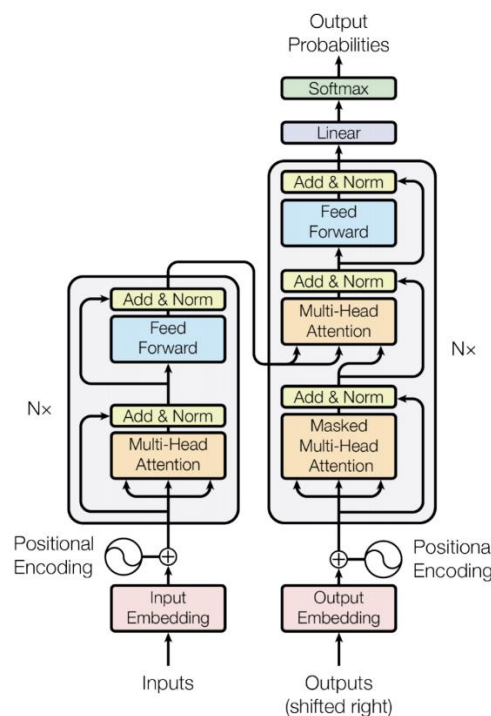 Output
Probabilities
Softmax
Linear
Add & Norm
Feed
Forward
Add & Norm
Multi-Head
Attention
Nx
Add & Norm
Masked
Multi-Head
Attention
Positional
Encoding
Output
Embedding
Outputs
(shifted right)
Add & Norm
Feed
Forward
Nx
Add & Norm
Multi-Head
Attention
Positional
Encoding
Input
Embedding
Inputs